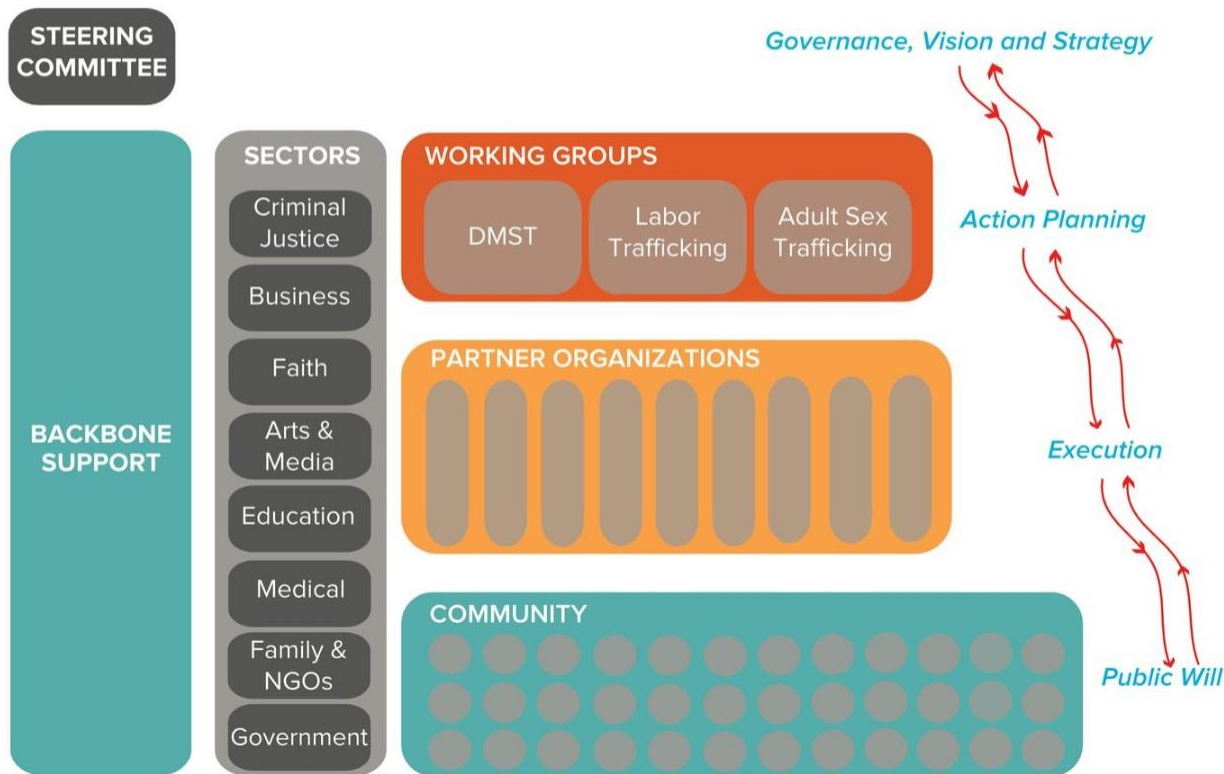 STEERING
COMMITTEE
Governance, Vision and Strategy
BACKBONE
SUPPORT
SECTORS
Criminal
Justice
Business
Faith
Arts &
Media
Education
Medical
Family &
NGOs
Government
WORKING GROUPS
DMST
Labor
Trafficking
Adult Sex
Trafficking
Action Planning
PARTNER ORGANIZATIONS
Execution
COMMUNITY
Public Will